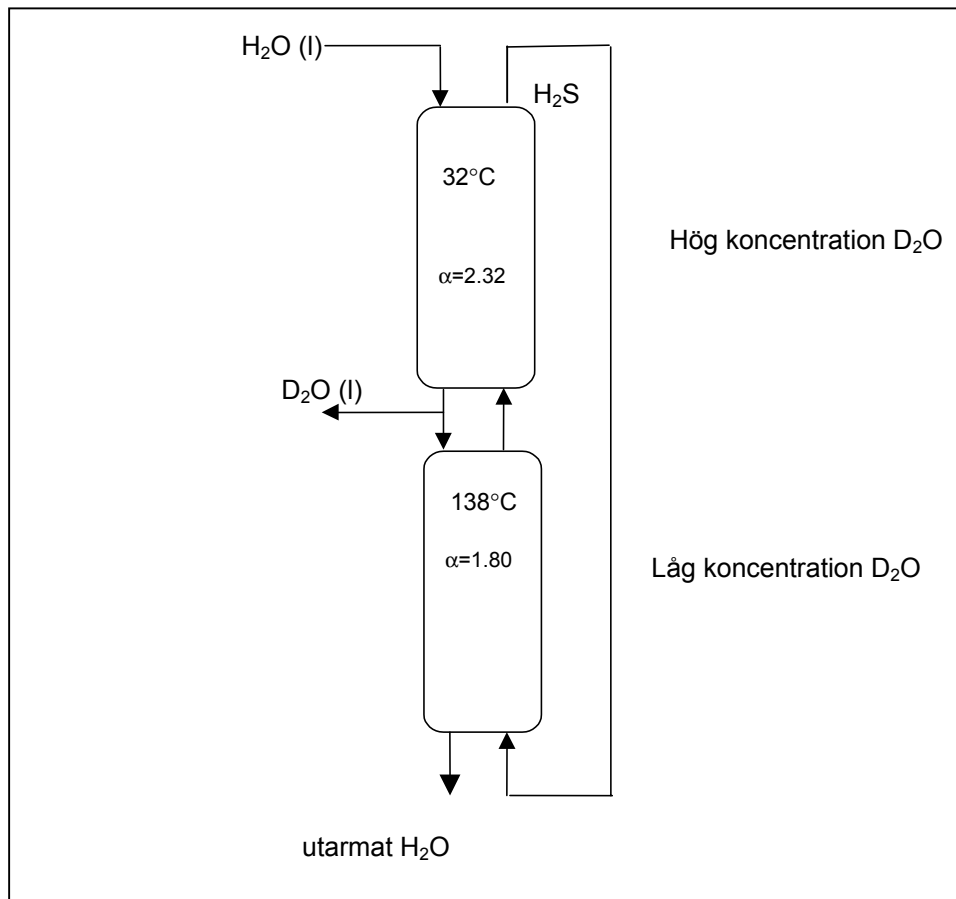 H₂O (l)
H₂S
32°C
Hög koncentration D₂O
α=2.32
D₂O (l)
138°C
α=1.80
Låg koncentration D₂O
utarmat H₂O